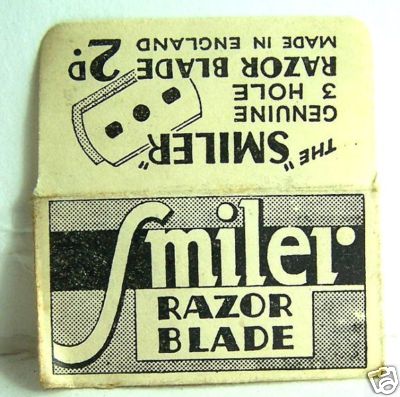 THE "SMILER"
GENUINE
3 HOLE
RAZOR BLADE 2D.
MADE IN ENGLAND
Smiler
RAZOR
BLADE